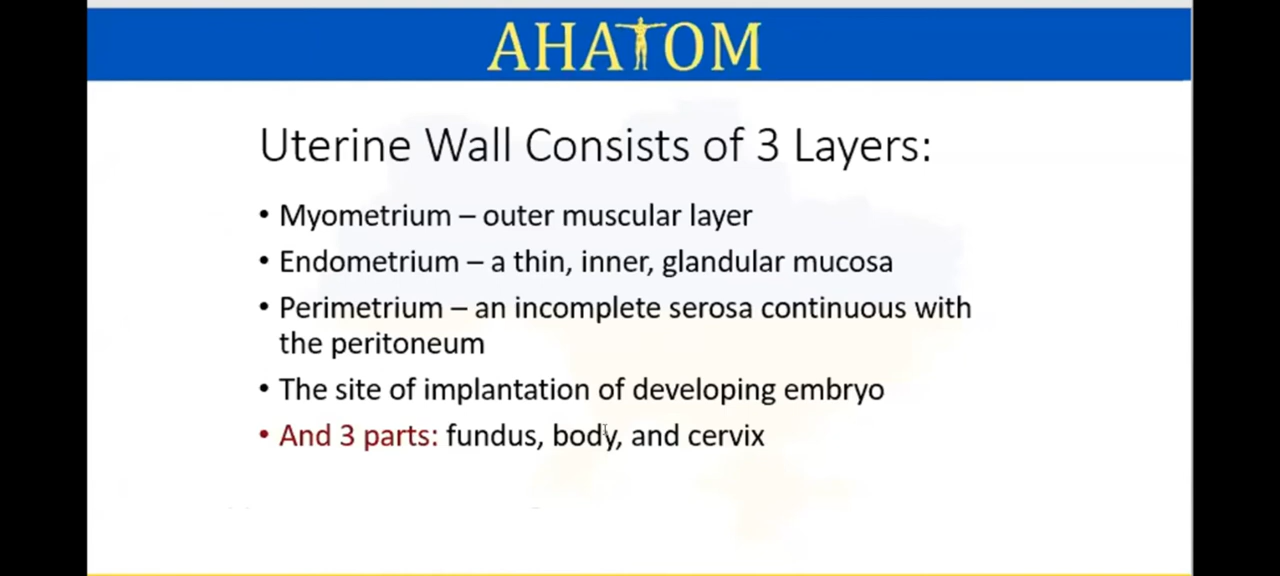 АНАТОМ
Uterine Wall Consists of 3 Layers:
• Myometrium – outer muscular layer
• Endometrium – a thin, inner, glandular mucosa
• Perimetrium – an incomplete serosa continuous with
the peritoneum
• The site of implantation of developing embryo
• And 3 parts: fundus, body, and cervix